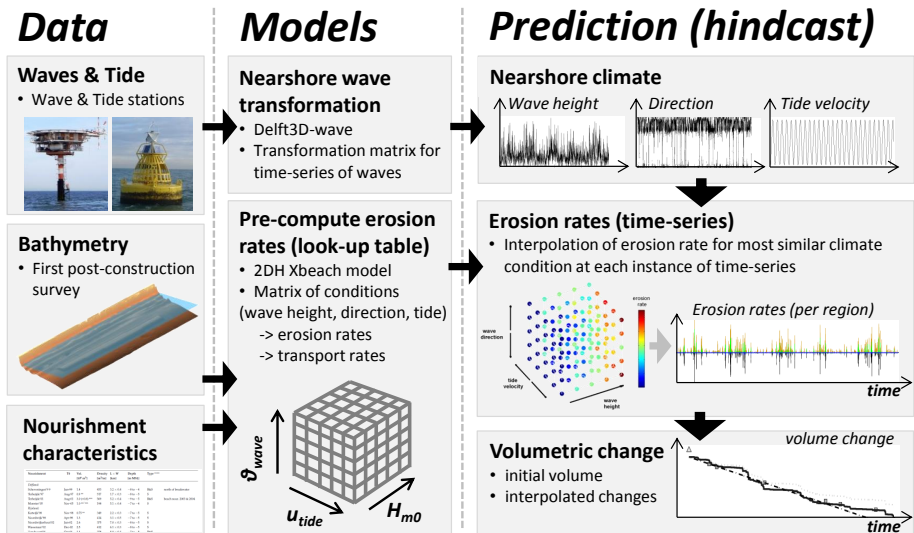 Data
Waves & Tide
• Wave & Tide stations
Bathymetry
• First post-construction
survey
Nourishment
characteristics
Models
Nearshore wave
transformation
• Delft3D-wave
• Transformation matrix for
time-series of waves
Pre-compute erosion
rates (look-up table)
• 2DH Xbeach model
• Matrix of conditions
(wave height, direction, tide)
-> erosion rates
-> transport rates
ϑwave
utide
Hm0
Prediction (hindcast)
Nearshore climate
Wave height
Direction
Tide velocity
Erosion rates (time-series)
• Interpolation of erosion rate for most similar climate
condition at each instance of time-series
erosion
rate
wave
direction
tide
velocity
wave
height
Erosion rates (per region)
time
Volumetric change
• initial volume
• interpolated changes
volume change
time